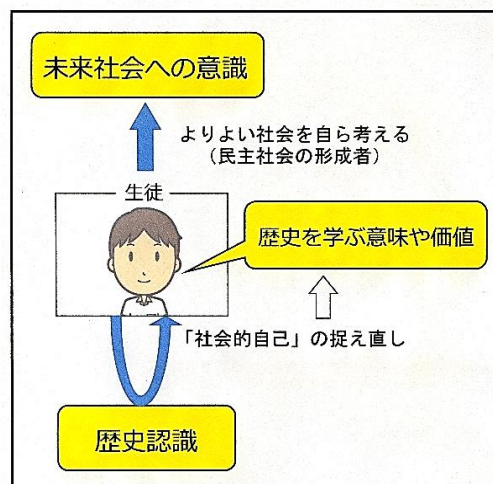 未来社会への意識
よりよい社会を自ら考える
(民主社会の形成者)
生徒
歴史を学ぶ意味や価値
「社会的自己」の捉え直し
歴史認識